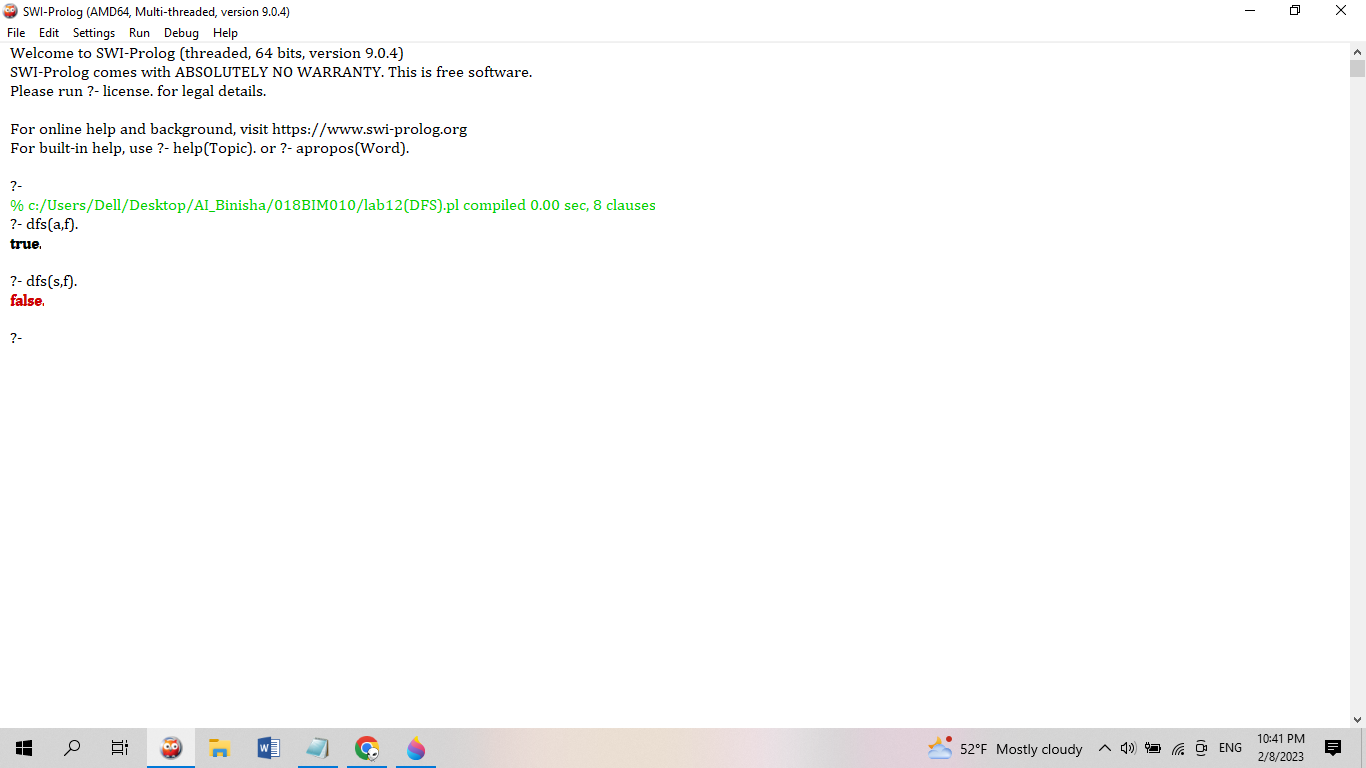 SWI-Prolog (AMD64, Multi-threaded, version 9.0.4)
File Edit Settings Run Debug Help
Welcome to SWI-Prolog (threaded, 64 bits, version 9.0.4)
SWI-Prolog comes with ABSOLUTELY NO WARRANTY. This is free software.
Please run ?- license. for legal details.
For online help and background, visit https://www.swi-prolog.org
For built-in help, use ?- help(Topic). or ?- apropos(Word).
?-
% c:/Users/Dell/Desktop/AI_Binisha/018BIM010/lab12(DFS).pl compiled 0.00 sec, 8 clauses
?- dfs(a,f).
true.
?- dfs(s,f).
false.
?-
52°F Mostly cloudy ENG 10:41 PM
2/8/2023